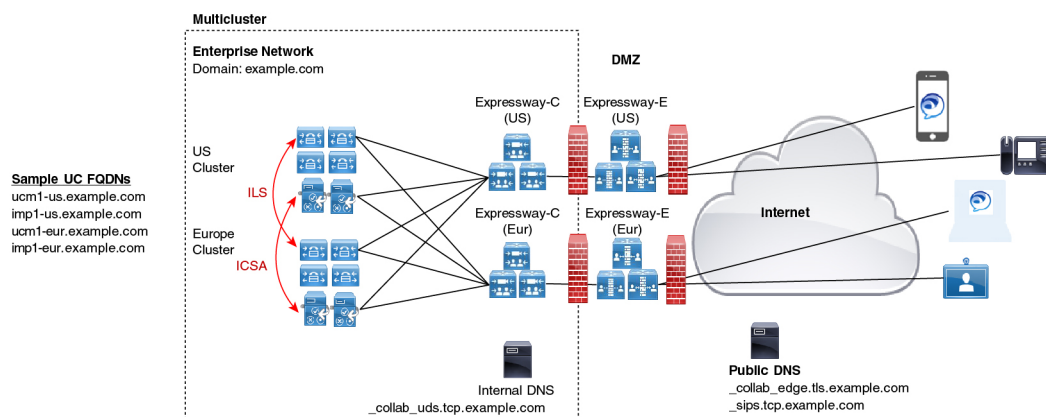 Multicluster
Enterprise Network
Domain: example.com
DMZ
Expressway-C
(US)
Expressway-E
(US)
US
Cluster
Sample UC FQDNs
ucm1-us.example.com
imp1-us.example.com
ucm1-eur.example.com
imp1-eur.example.com
ILS
Europe
Cluster
ICSA
Expressway-C
(Eur)
Expressway-E
(Eur)
Internet
Internal DNS
_collab_uds.tcp.example.com
Public DNS
_collab_edge.tls.example.com
_sips.tcp.example.com